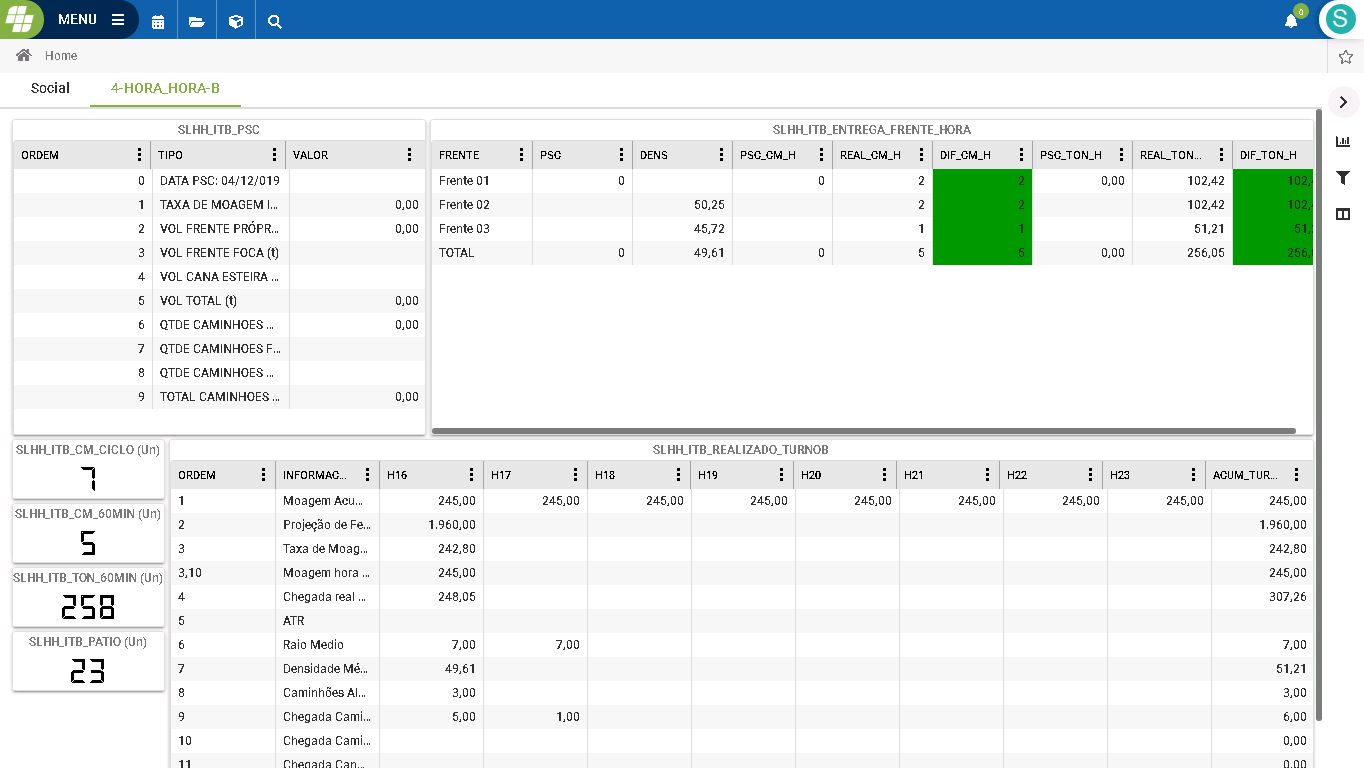 MENU
0
S
Home
Social 4-HORA_HORA-B
SLHH_ITB_PSC
ORDEM TIPO VALOR
0 DATA PSC: 04/12/019
1 TAXA DE MOAGEM I... 0,00
2 VOL FRENTE PRÓPR... 0,00
3 VOL FRENTE FOCA (t)
4 VOL CANA ESTEIRA ...
5 VOL TOTAL (t) 0,00
6 QTDE CAMINHOES ... 0,00
7 QTDE CAMINHOES F...
8 QTDE CAMINHOES ...
9 TOTAL CAMINHOES ... 0,00
SLHH_ITB_ENTREGA_FRENTE_HORA
FRENTE PSC DENS PSC_CM_H REAL_CM_H DIF_CM_H PSC_TON_H REAL_TON... DIF_TON_H
Frente 01 0 0 2 2 0,00 102,42 102,4
Frente 02 50,25 2 2 102,42 102,4
Frente 03 45,72 1 1 51,21 51,2
TOTAL 0 49,61 0 5 5 0,00 256,05 256,0
SLHH_ITB_CM_CICLO (Un)
7
SLHH_ITB_CM_60MIN (Un)
5
SLHH_ITB_TON_60MIN (Un)
258
SLHH_ITB_PATIO (Un)
23
SLHH_ITB_REALIZADO_TURNOB
ORDEM INFORMAC... H16 H17 H18 H19 H20 H21 H22 H23 AGUM_TUR...
1 Moagem Acu... 245,00 245,00 245,00 245,00 245,00 245,00 245,00 245,00 245,00
2 Projeção de Fe... 1.960,00 1.960,00
3 Taxa de Moag... 242,80 242,80
3,10 Moagem hora ... 245,00 245,00
4 Chegada real ... 248,05 307,26
5 ATR
6 Raio Medio 7,00 7,00 7,00
7 Densidade Mé... 49,61 51,21
8 Caminhões Al... 3,00 3,00
9 Chegada Cami... 5,00 1,00 6,00
10 Chegada Cami... 0,00
11 Chegada Can... 0,00